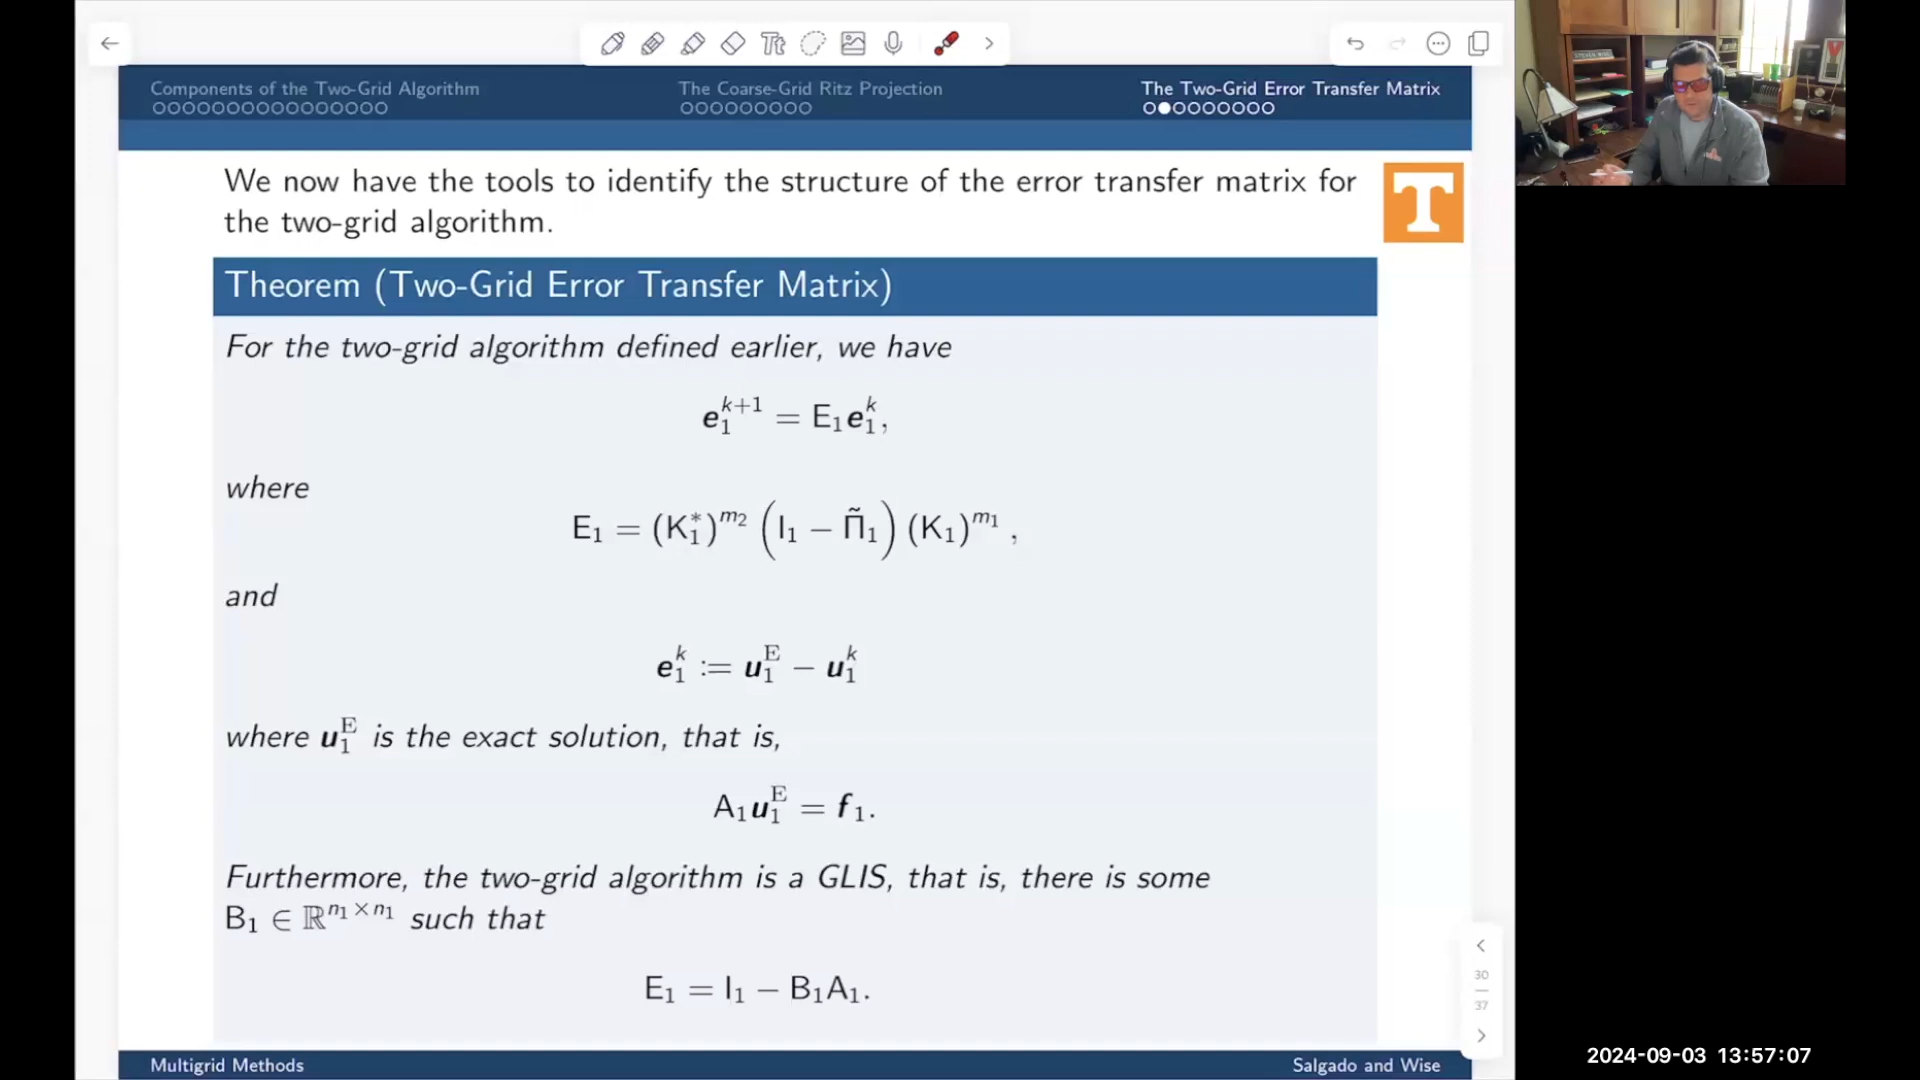 Components of the Two-Grid Algorithm
The Coarse-Grid Ritz Projection
The Two-Grid Error Transfer Matrix
We now have the tools to identify the structure of the error transfer matrix for
the two-grid algorithm.
T
Theorem (Two-Grid Error Transfer Matrix)
For the two-grid algorithm defined earlier, we have
e₁ᵏ⁺¹ = E₁e₁ᵏ,
where
E₁ = (K₁*)^{m₂} (I₁ − Π̃₁) (K₁)^{m₁} ,
and
e₁ᵏ := u₁ᴱ − u₁ᵏ
where u₁ᴱ is the exact solution, that is,
A₁u₁ᴱ = f₁.
Furthermore, the two-grid algorithm is a GLIS, that is, there is some
B₁ ∈ ℝ^{n₁×n₁} such that
E₁ = I₁ − B₁A₁.
30
37
Multigrid Methods
Salgado and Wise
2024-09-03 13:57:07